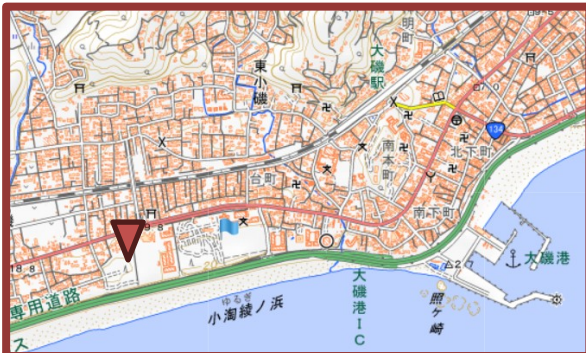 明町
大磯駅
東小磯
134
北下町
南本町
台町
南下町
大磯港
専用道路
ゆるぎ
小淘綾ノ浜
大磯港IC
照ヶ崎